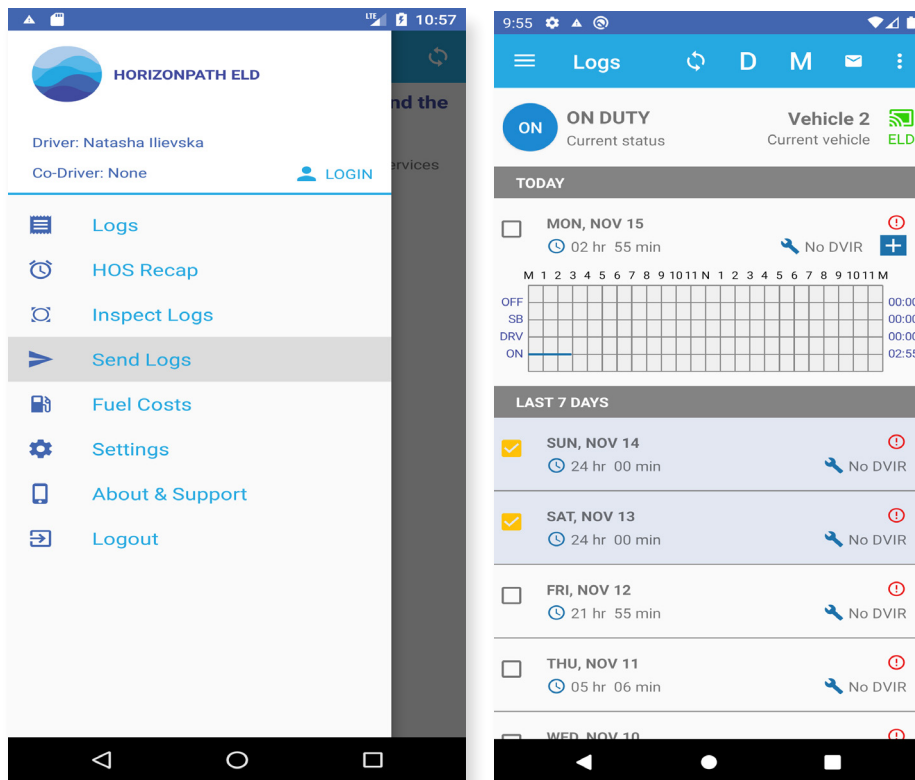 LTE 10:57
HORIZONPATH ELD
nd the
Driver: Natasha Ilievska
ervices
Co-Driver: None LOGIN
Logs
HOS Recap
Inspect Logs
Send Logs
Fuel Costs
Settings
About & Support
Logout
9:55
Logs D M
ON ON DUTY Vehicle 2
Current status Current vehicle ELD
TODAY
MON, NOV 15
02 hr 55 min No DVIR
M 1 2 3 4 5 6 7 8 9 10 11 N 1 2 3 4 5 6 7 8 9 10 11 M
OFF 00:00
SB 00:00
DRV 00:00
ON 02:55
LAST 7 DAYS
SUN, NOV 14
24 hr 00 min No DVIR
SAT, NOV 13
24 hr 00 min No DVIR
FRI, NOV 12
21 hr 55 min No DVIR
THU, NOV 11
05 hr 06 min No DVIR
WED, NOV 10